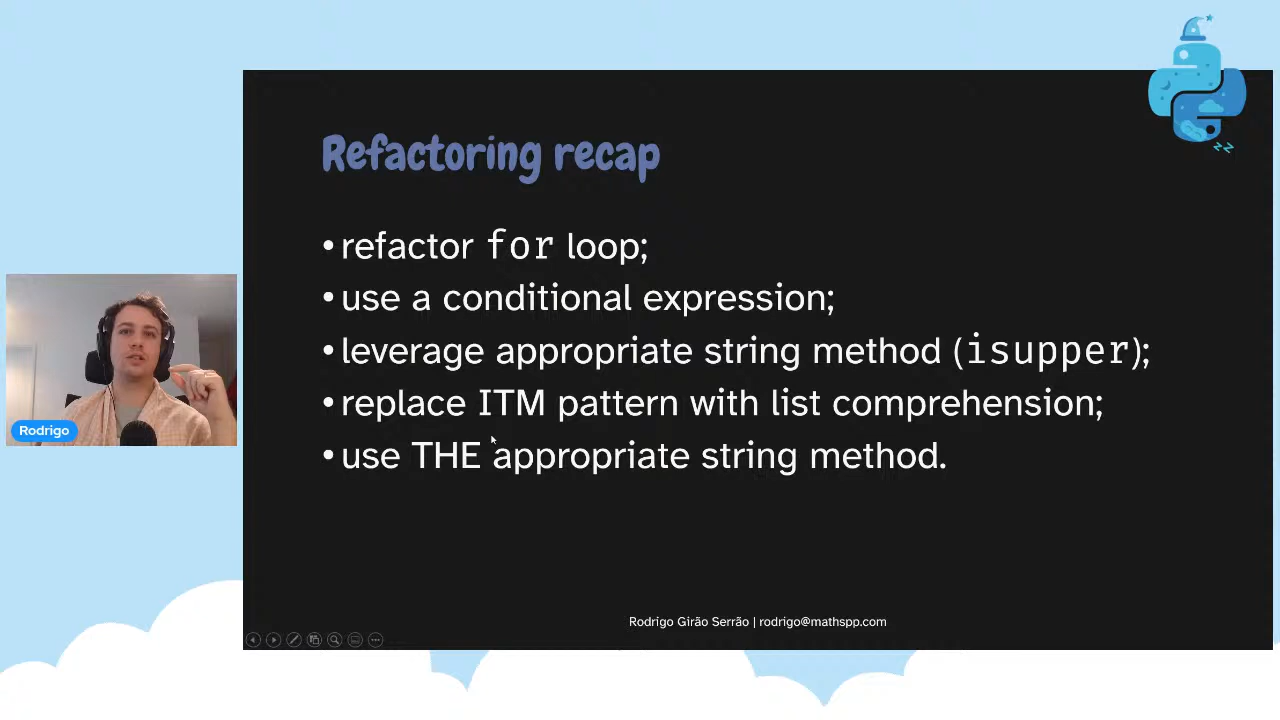 Refactoring recap
• refactor for loop;
• use a conditional expression;
• leverage appropriate string method (isupper);
• replace ITM pattern with list comprehension;
• use THE appropriate string method.
Rodrigo
Rodrigo Girão Serrão | rodrigo@mathspp.com
zz